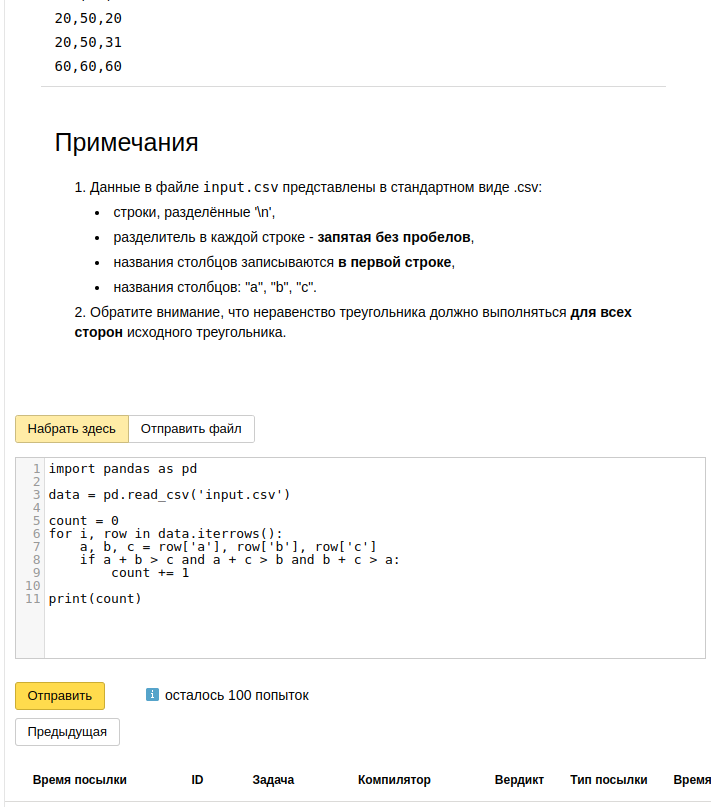 20,50,20
20,50,31
60,60,60
Примечания
1. Данные в файле input.csv представлены в стандартном виде .csv:
• строки, разделённые '\n',
• разделитель в каждой строке - запятая без пробелов,
• названия столбцов записываются в первой строке,
• названия столбцов: "a", "b", "c".
2. Обратите внимание, что неравенство треугольника должно выполняться для всех
сторон исходного треугольника.
Набрать здесь Отправить файл
1 import pandas as pd
2
3 data = pd.read_csv('input.csv')
4
5 count = 0
6 for i, row in data.iterrows():
7     a, b, c = row['a'], row['b'], row['c']
8     if a + b > c and a + c > b and b + c > a:
9         count += 1
10
11 print(count)
Отправить i осталось 100 попыток
Предыдущая
Время посылки ID Задача Компилятор Вердикт Тип посылки Время